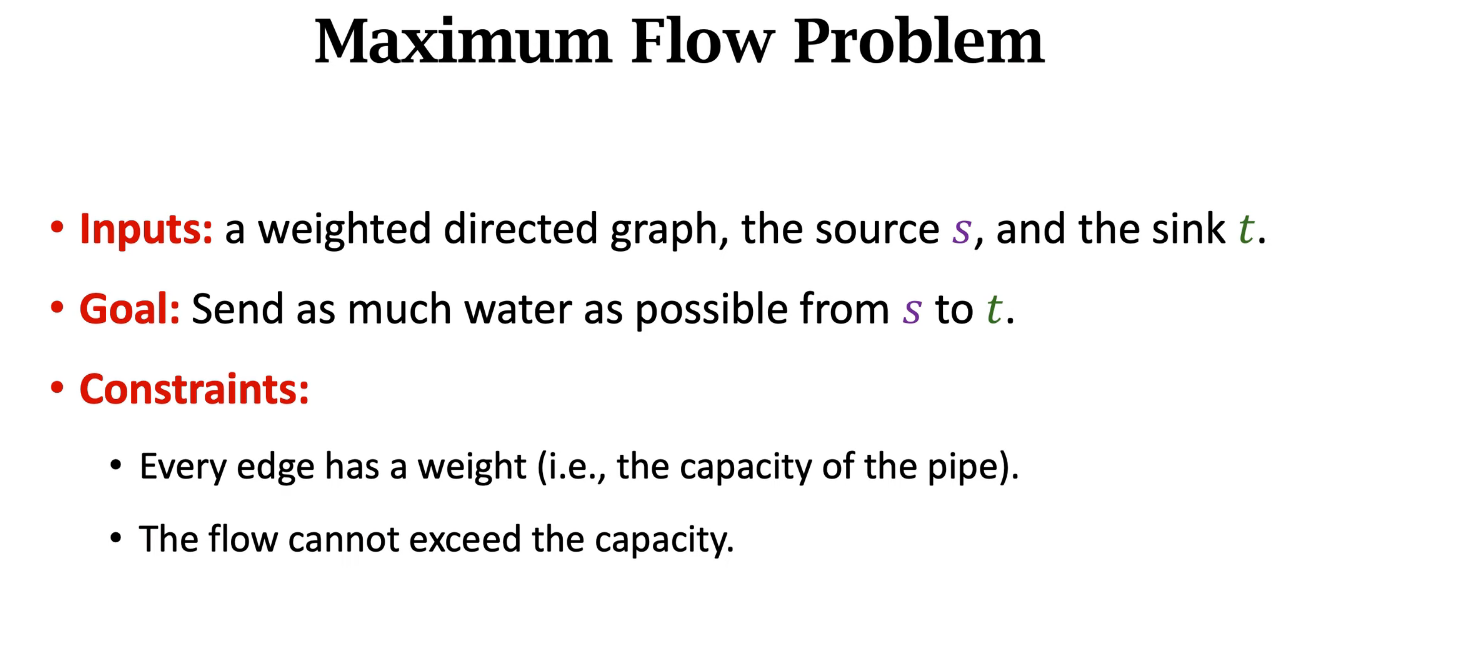 Maximum Flow Problem
• Inputs: a weighted directed graph, the source s, and the sink t.
• Goal: Send as much water as possible from s to t.
• Constraints:
• Every edge has a weight (i.e., the capacity of the pipe).
• The flow cannot exceed the capacity.